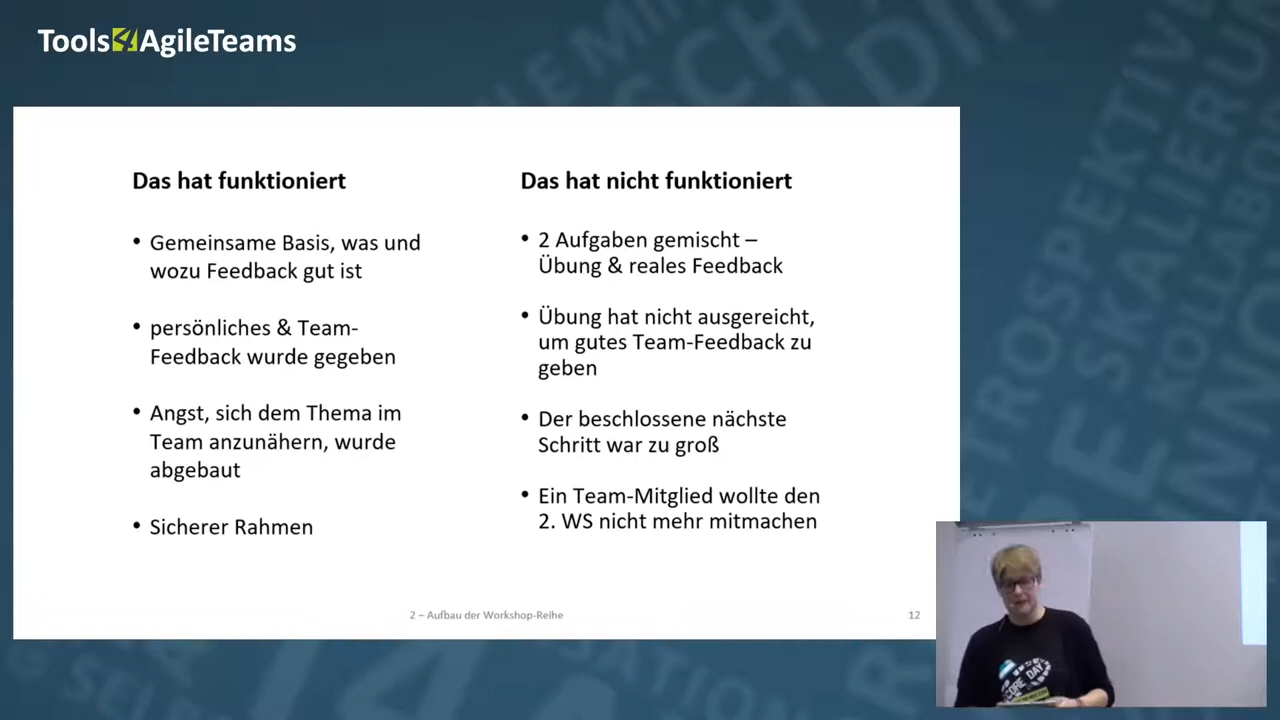 Tools4AgileTeams
Das hat funktioniert
• Gemeinsame Basis, was und
wozu Feedback gut ist
• persönliches & Team-
Feedback wurde gegeben
• Angst, sich dem Thema im
Team anzunähern, wurde
abgebaut
• Sicherer Rahmen
Das hat nicht funktioniert
• 2 Aufgaben gemischt –
Übung & reales Feedback
• Übung hat nicht ausgereicht,
um gutes Team-Feedback zu
geben
• Der beschlossene nächste
Schritt war zu groß
• Ein Team-Mitglied wollte den
2. WS nicht mehr mitmachen
2 – Aufbau der Workshop-Reihe
12